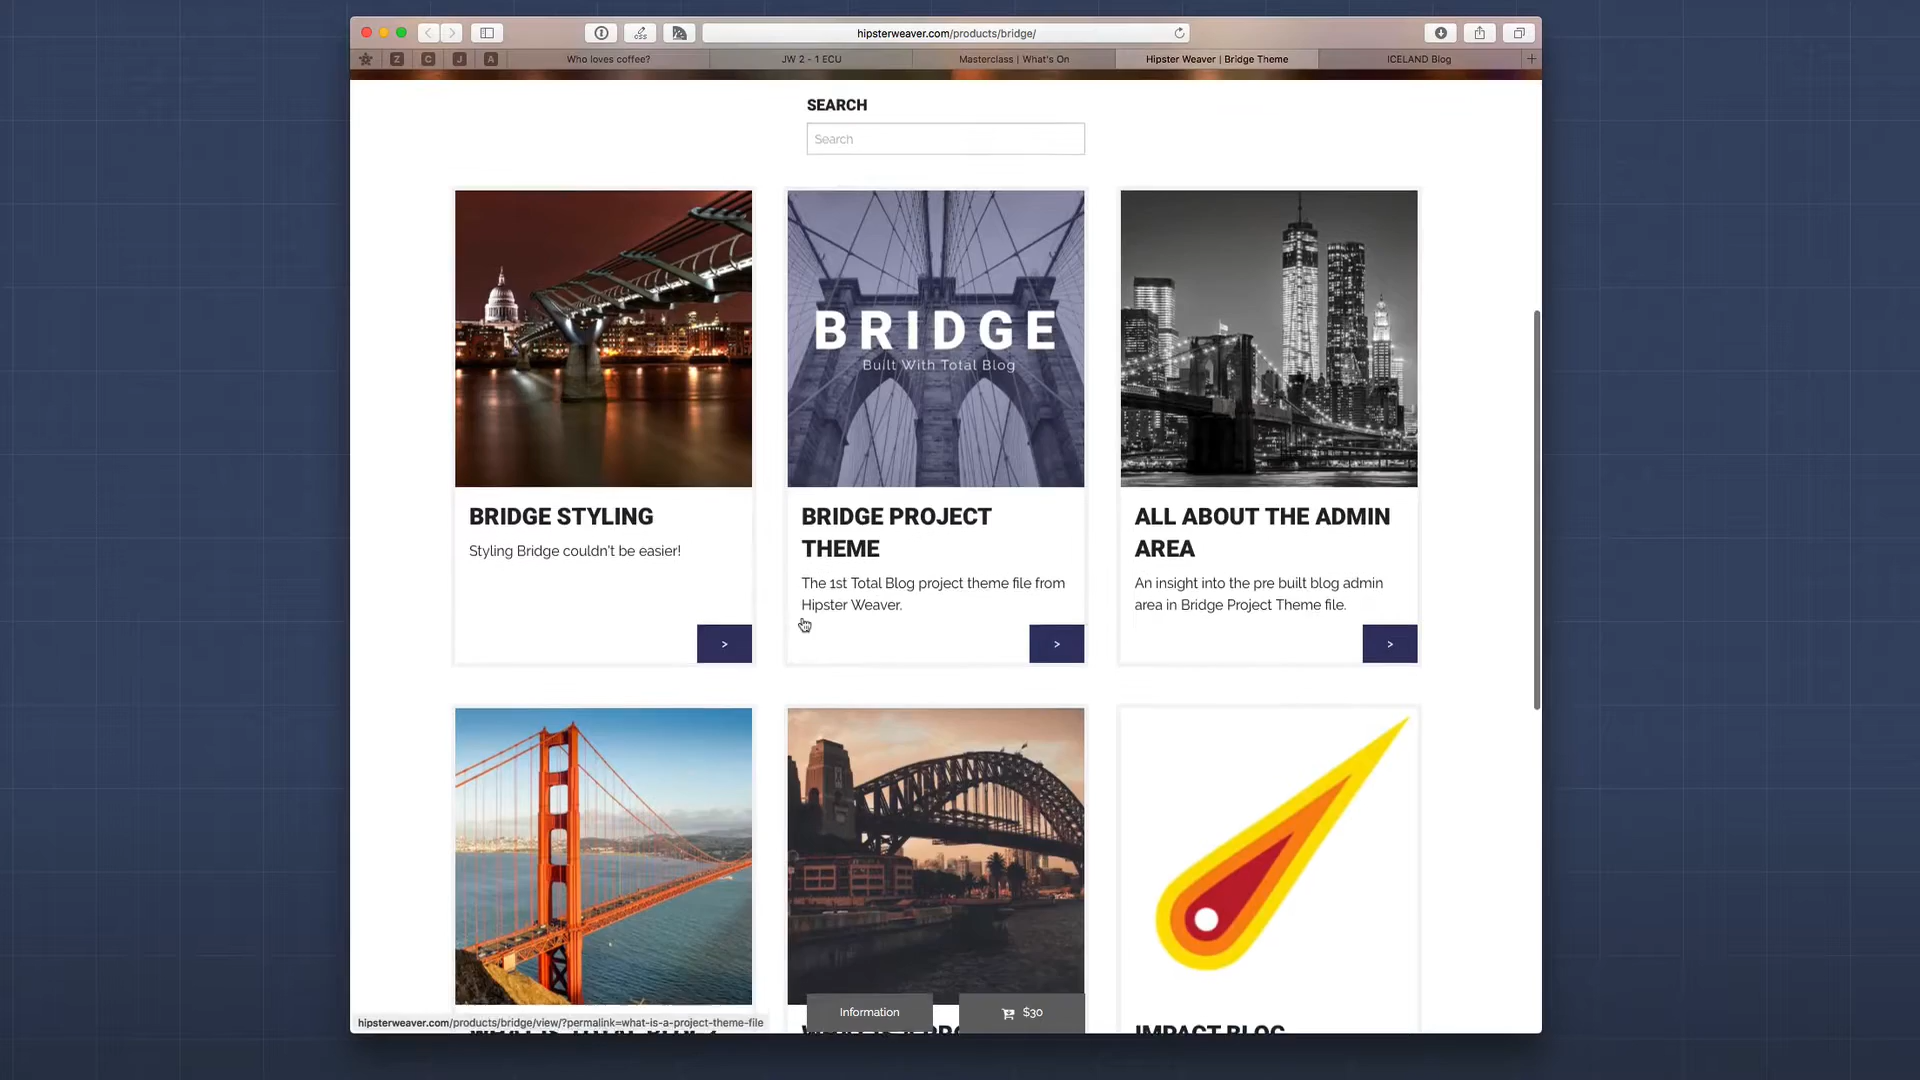 hipsterweaver.com/products/bridge/
Z C J A Who loves coffee? JW 2 - 1 ECU Masterclass | What's On Hipster Weaver | Bridge Theme ICELAND Blog +
SEARCH
Search
BRIDGE
Built With Total Blog
BRIDGE STYLING
Styling Bridge couldn't be easier!
>
BRIDGE PROJECT
THEME
The 1st Total Blog project theme file from
Hipster Weaver.
>
ALL ABOUT THE ADMIN
AREA
An insight into the pre built blog admin
area in Bridge Project Theme file.
>
Information
$30
IMPACT BLOG
hipsterweaver.com/products/bridge/view/?permalink=what-is-a-project-theme-file